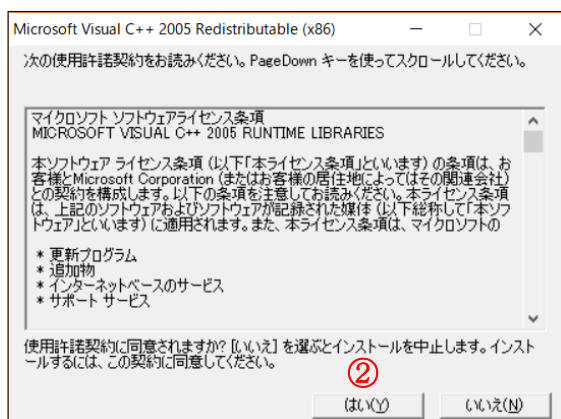 Microsoft Visual C++ 2005 Redistributable (x86)
次の使用許諾契約をお読みください。PageDown キーを使ってスクロールしてください。
マイクロソフト ソフトウェアライセンス条項
MICROSOFT VISUAL C++ 2005 RUNTIME LIBRARIES
本ソフトウェア ライセンス条項 (以下「本ライセンス条項」といいます) の条項は、お
客様とMicrosoft Corporation (またはお客様の居住地によってはその関連会社)
との契約を構成します。以下の条項を注意してお読みください。本ライセンス条項
は、上記のソフトウェアおよびソフトウェアが記録された媒体 (以下総称して「本ソフ
トウェア」といいます) に適用されます。また、本ライセンス条項は、マイクロソフトの
* 更新プログラム
* 追加物
* インターネットベースのサービス
* サポート サービス
使用許諾契約に同意されますか? [いいえ] を選ぶとインストールを中止します。インスト
ールするには、この契約に同意してください。
②
はい(Y)
いいえ(N)